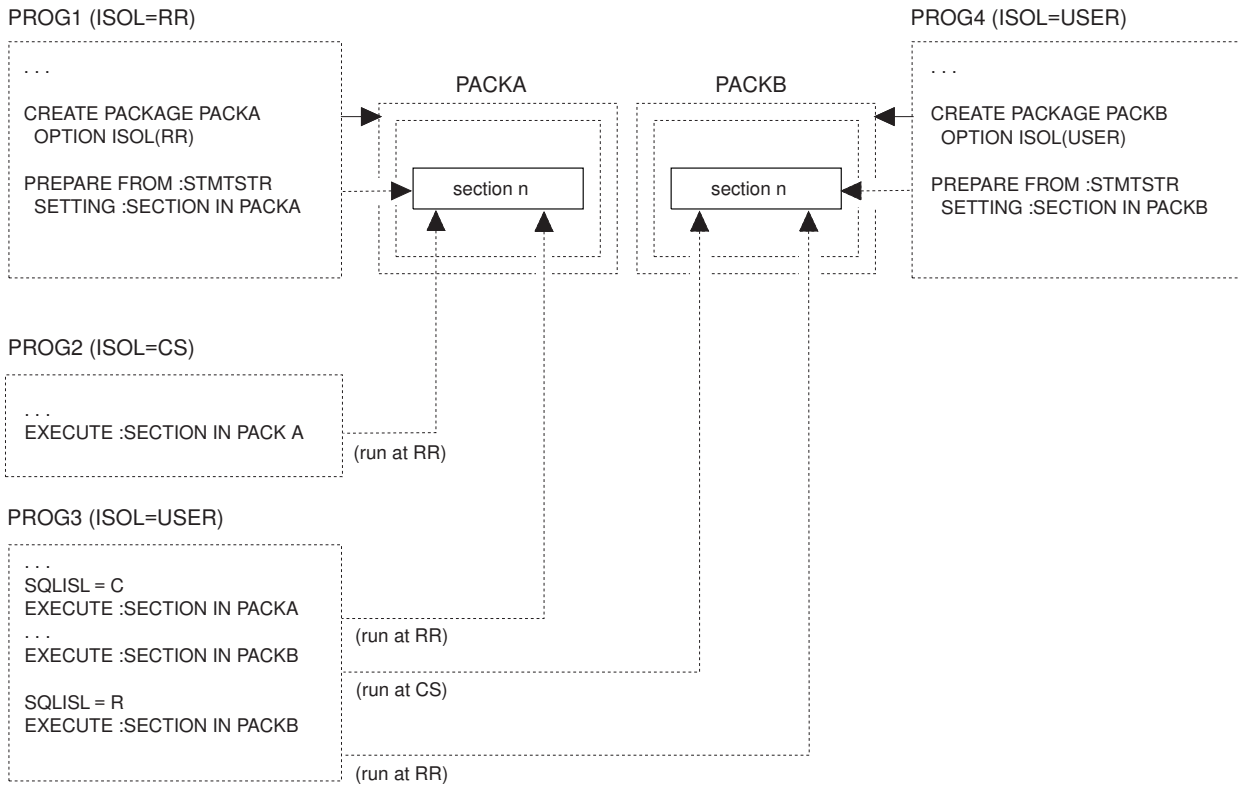 PROG1 (ISOL=RR)
. . .
CREATE PACKAGE PACKA
OPTION ISOL(RR)
PREPARE FROM :STMTSTR
SETTING :SECTION IN PACKA
PACKA
section n
PACKB
section n
PROG4 (ISOL=USER)
. . .
CREATE PACKAGE PACKB
OPTION ISOL(USER)
PREPARE FROM :STMTSTR
SETTING :SECTION IN PACKB
PROG2 (ISOL=CS)
. . .
EXECUTE :SECTION IN PACK A
(run at RR)
PROG3 (ISOL=USER)
. . .
SQLISL = C
EXECUTE :SECTION IN PACKA
(run at RR)
. . .
EXECUTE :SECTION IN PACKB
(run at CS)
SQLISL = R
EXECUTE :SECTION IN PACKB
(run at RR)